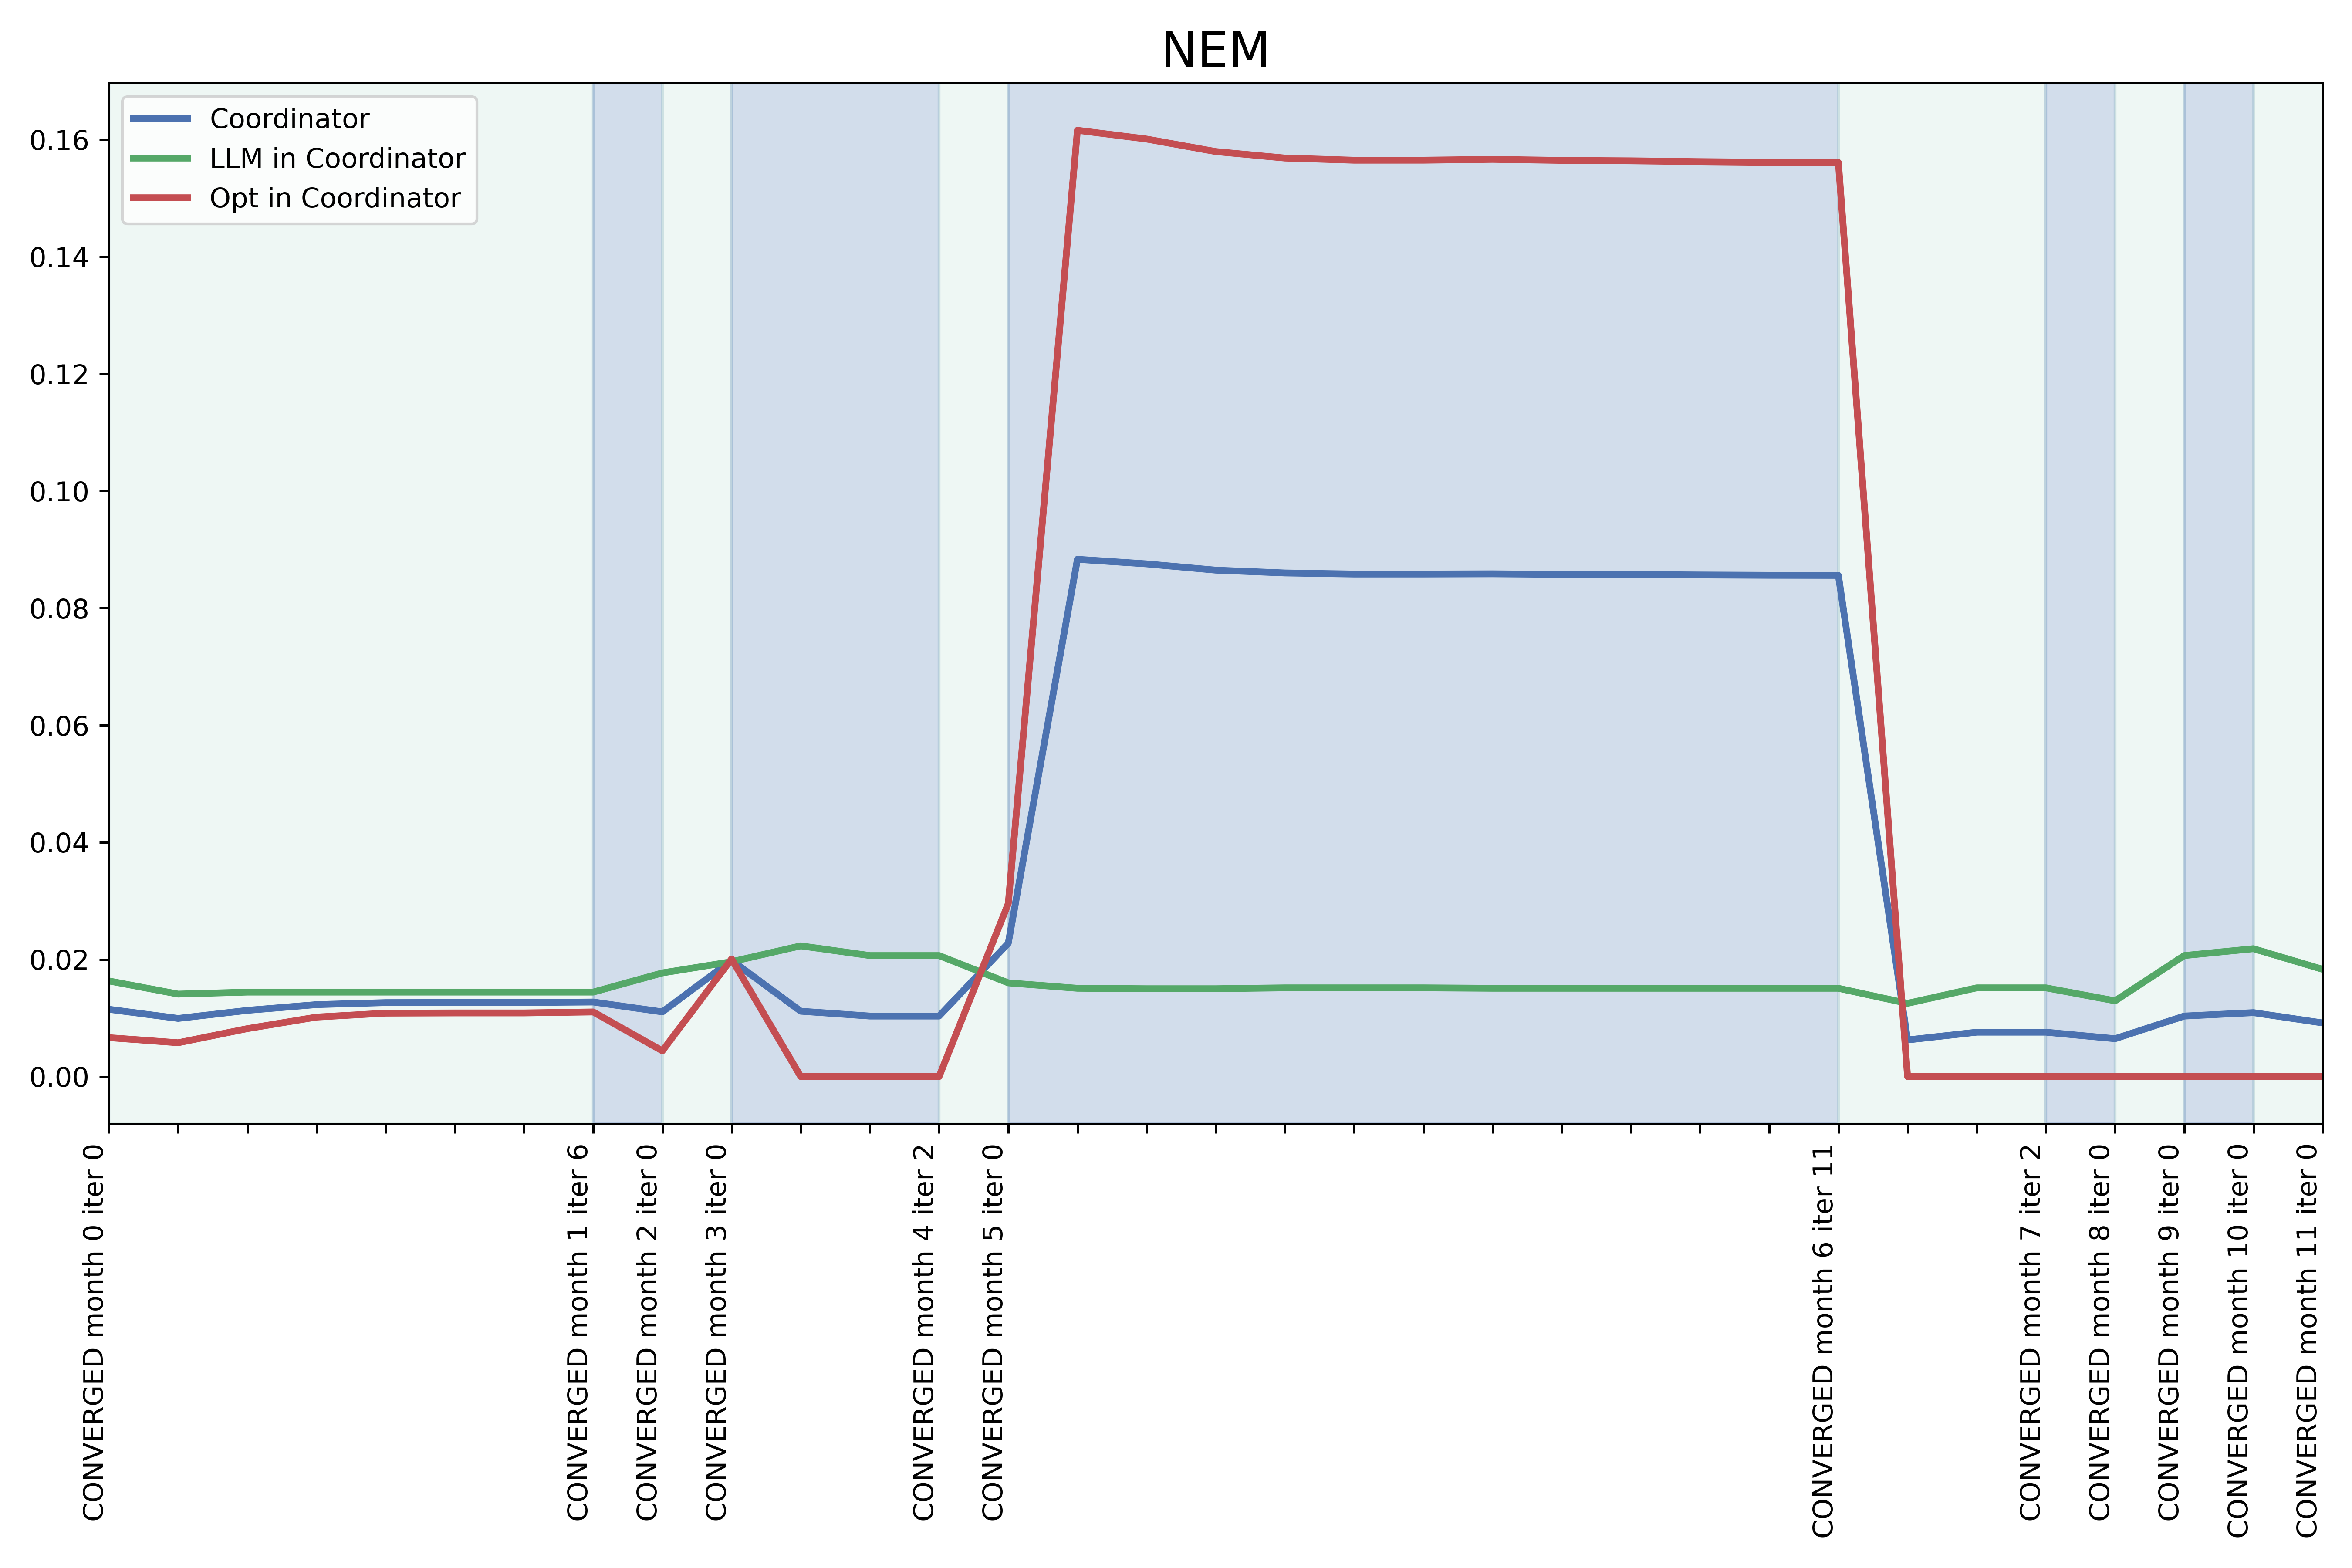 NEM
Coordinator
LLM in Coordinator
Opt in Coordinator
0.16
0.14
0.12
0.10
0.08
0.06
0.04
0.02
0.00
CONVERGED month 0 iter 0
CONVERGED month 1 iter 6
CONVERGED month 2 iter 0
CONVERGED month 3 iter 0
CONVERGED month 4 iter 2
CONVERGED month 5 iter 0
CONVERGED month 6 iter 11
CONVERGED month 7 iter 2
CONVERGED month 8 iter 0
CONVERGED month 9 iter 0
CONVERGED month 10 iter 0
CONVERGED month 11 iter 0